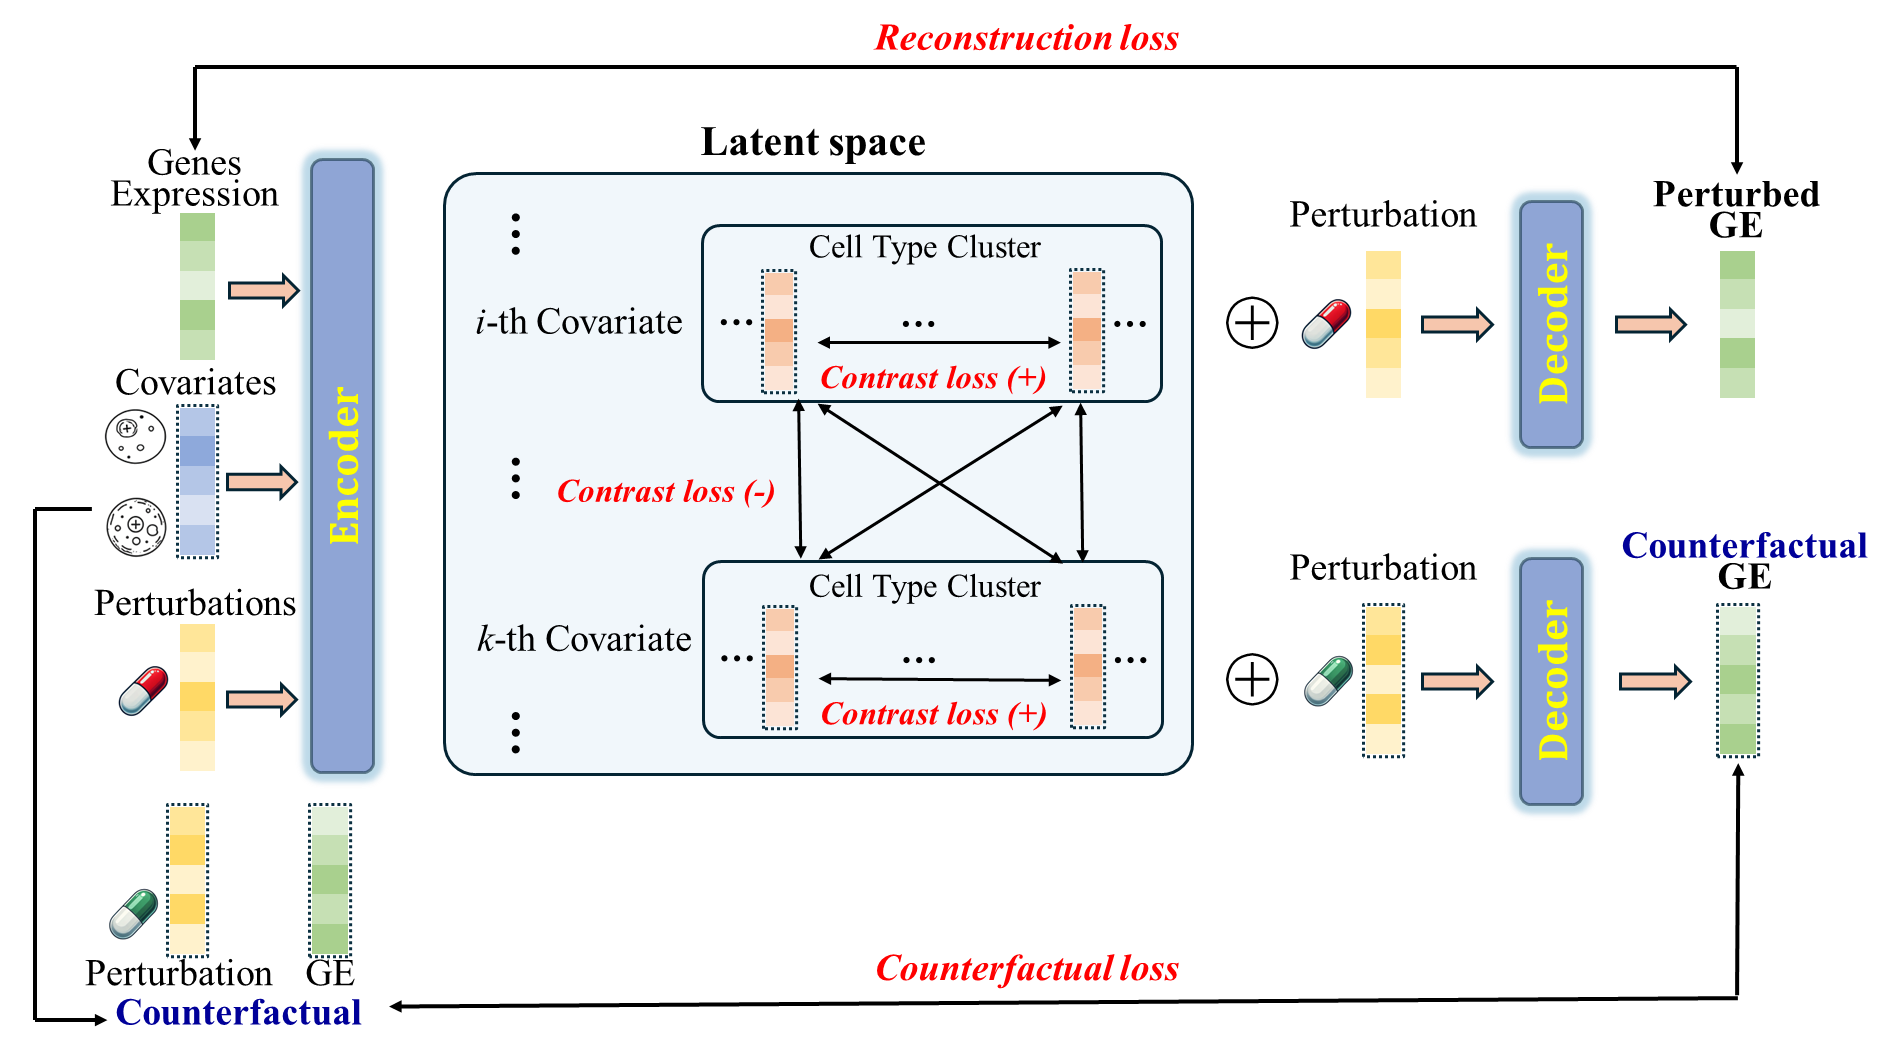 Reconstruction loss
Genes
Expression
Latent space
Perturbed
GE
Perturbation
Cell Type Cluster
i-th Covariate
...
...
...
Contrast loss (+)
Covariates
Encoder
Decoder
Contrast loss (-)
Perturbations
Cell Type Cluster
k-th Covariate
...
...
...
Contrast loss (+)
Perturbation
Decoder
Counterfactual
GE
Perturbation
GE
Counterfactual
Counterfactual loss